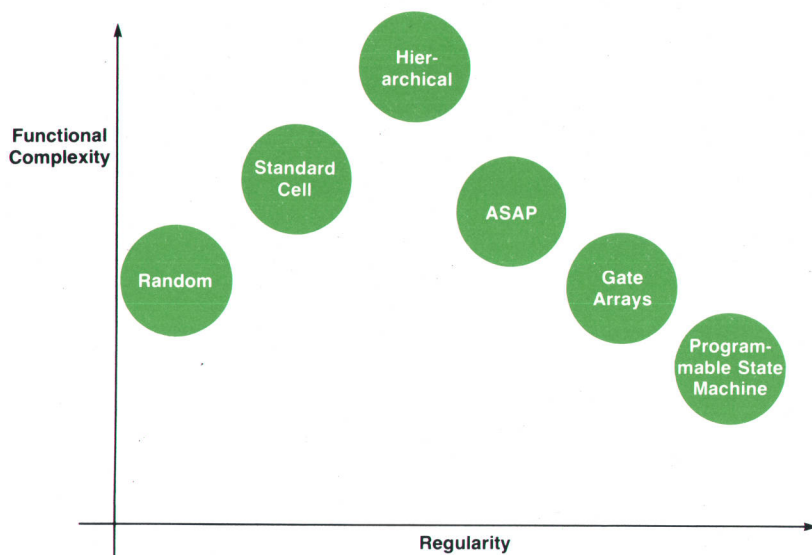 Hier-
archical
Functional
Complexity
Standard
Cell
ASAP
Random
Gate
Arrays
Program-
mable State
Machine
Regularity